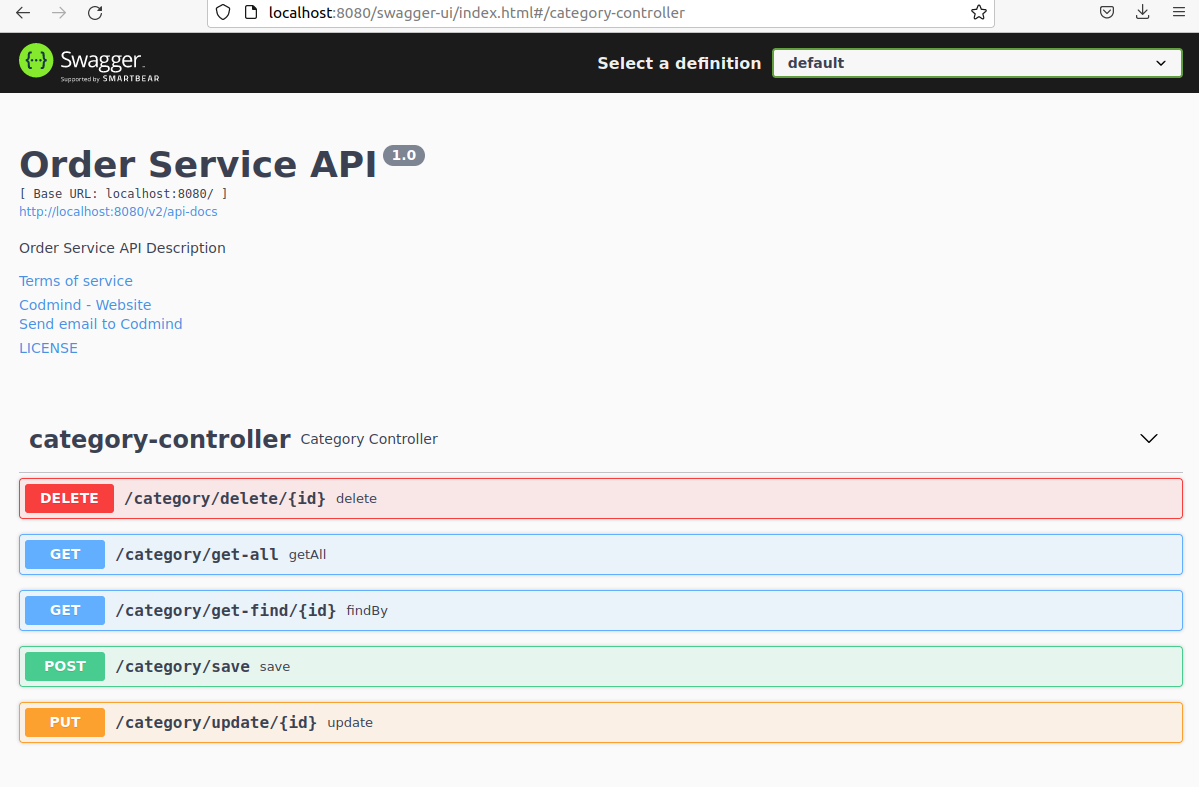 localhost:8080/swagger-ui/index.html#/category-controller
{···} Swagger
Supported by SMARTBEAR
Select a definition
default
Order Service API 1.0
[ Base URL: localhost:8080/ ]
http://localhost:8080/v2/api-docs
Order Service API Description
Terms of service
Codmind - Website
Send email to Codmind
LICENSE
category-controller Category Controller
DELETE /category/delete/{id} delete
GET /category/get-all getAll
GET /category/get-find/{id} findBy
POST /category/save save
PUT /category/update/{id} update